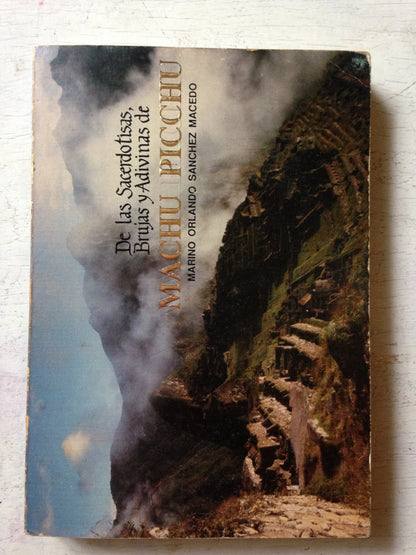 De las Sacerdotisas,
Brujas y Adivinas de
MACHU PICCHU
MARINO ORLANDO SANCHEZ MACEDO